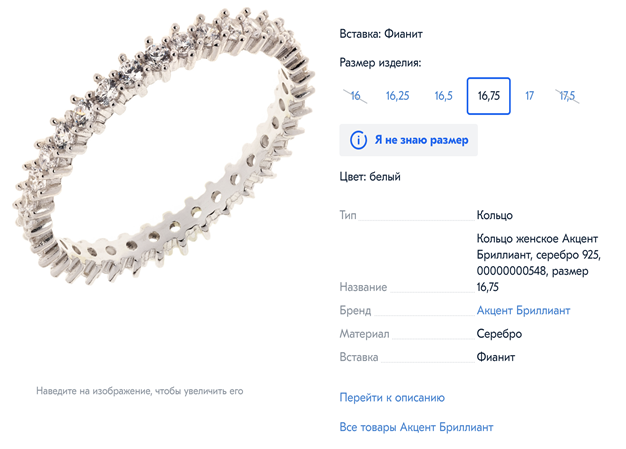 Вставка: Фианит
Размер изделия:
16 16,25 16,5 16,75 17 17,5
Я не знаю размер
Цвет: белый
Тип Кольцо
Кольцо женское Акцент
Бриллиант, серебро 925,
00000000548, размер
Название 16,75
Бренд Акцент Бриллиант
Материал Серебро
Вставка Фианит
Наведите на изображение, чтобы увеличить его
Перейти к описанию
Все товары Акцент Бриллиант